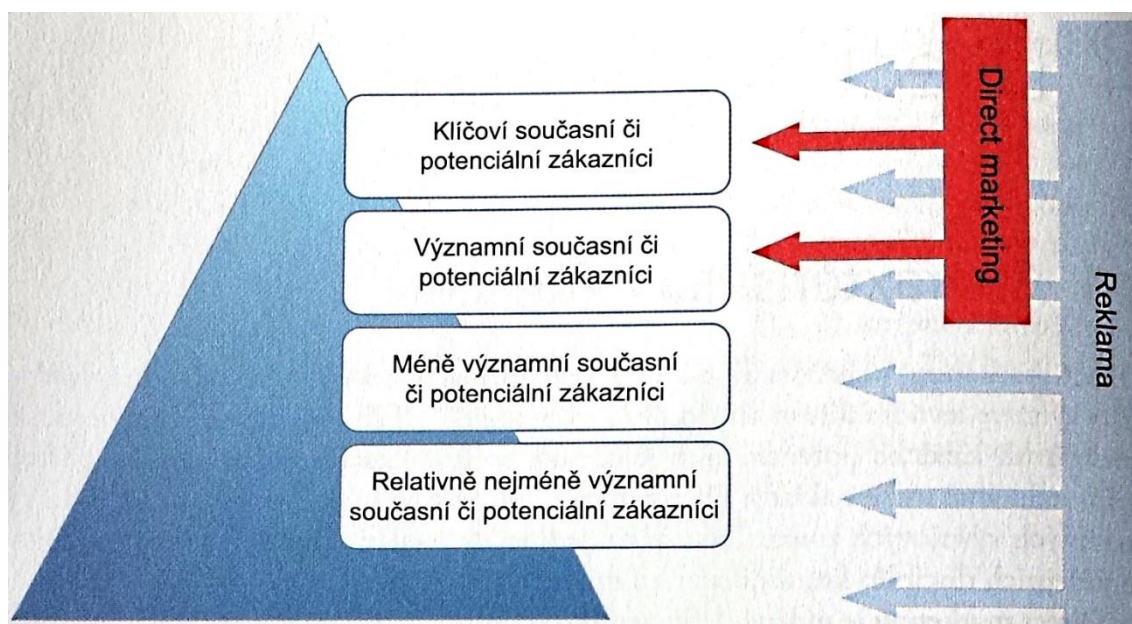 Klíčoví současní či
potenciální zákazníci
Významní současní či
potenciální zákazníci
Méně významní současní
či potenciální zákazníci
Relativně nejméně významní
současní či potenciální zákazníci
Direct marketing
Reklama